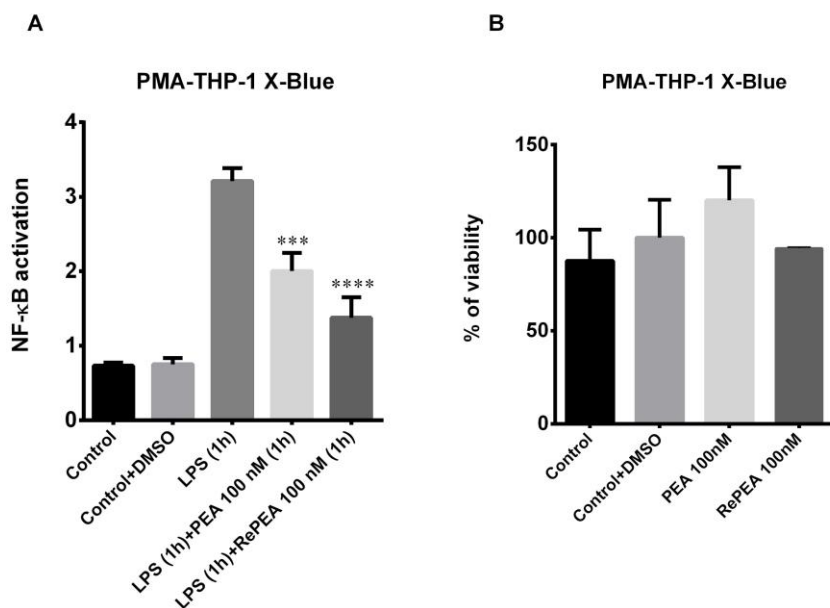 A
PMA-THP-1 X-Blue
NF-κB activation
4
3
2
1
0
***
****
Control
Control+DMSO
LPS (1h)
LPS (1h)+PEA 100 nM (1h)
LPS (1h)+RePEA 100 nM (1h)
B
PMA-THP-1 X-Blue
% of viability
150
100
50
0
Control
Control+DMSO
PEA 100nM
RePEA 100nM